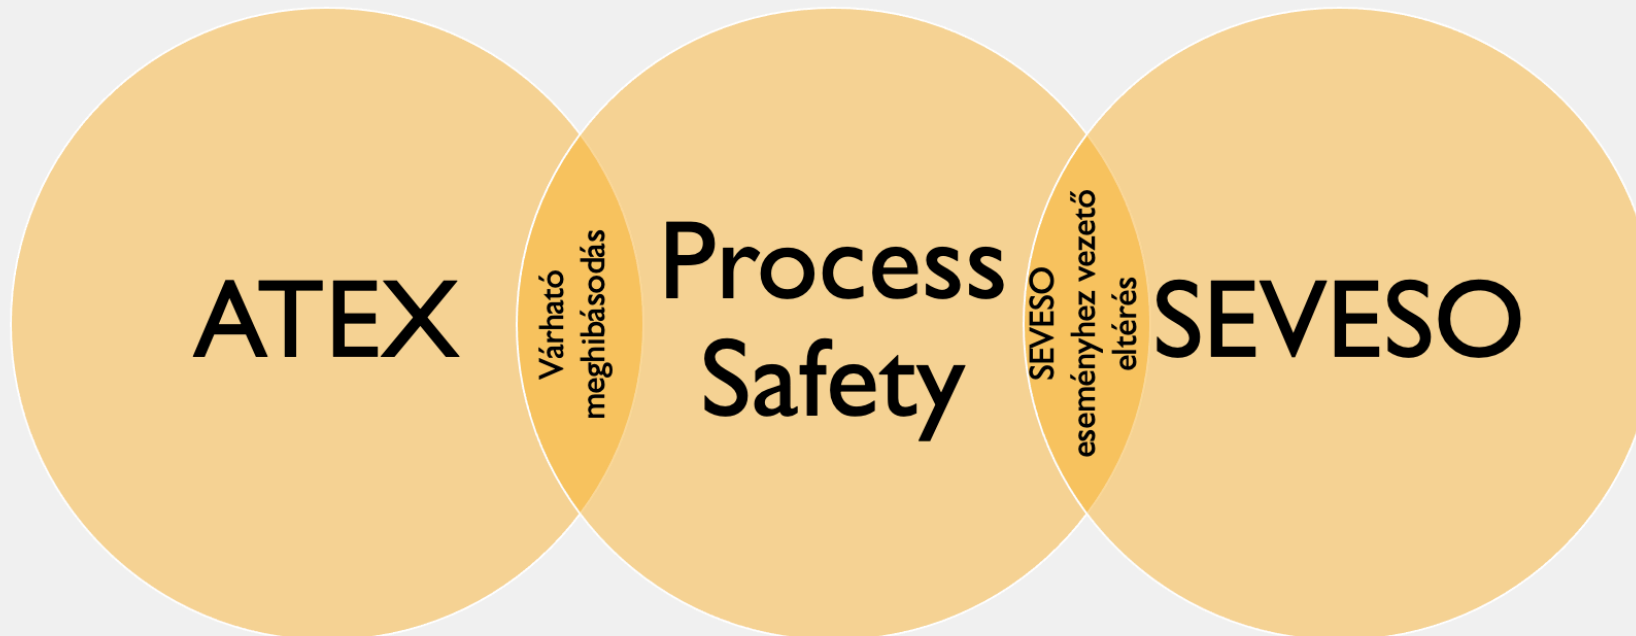 ATEX
Várható
meghibásodás
Process
Safety
SEVESO
eseményhez vezető
eltérés
SEVESO